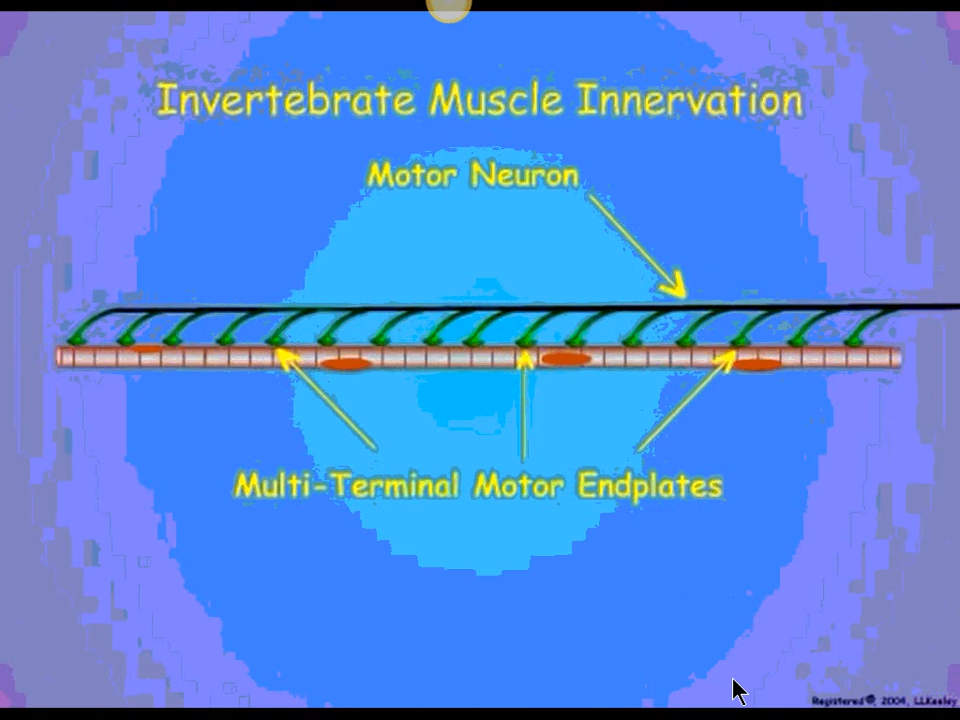 Invertebrate Muscle Innervation
Motor Neuron
Multi-Terminal Motor Endplates
Registered©, 2004, LLKeeley